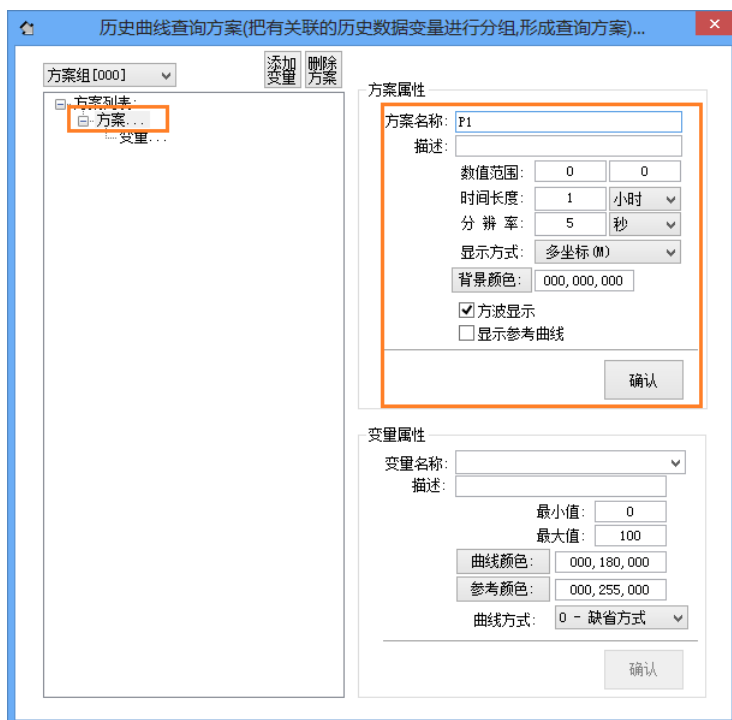 历史曲线查询方案(把有关联的历史数据变量进行分组,形成查询方案)...
方案组[000]
添加变量
删除方案
方案列表:
方案...
变量...
方案属性
方案名称: P1
描述:
数值范围: 0 0
时间长度: 1 小时
分 辨 率: 5 秒
显示方式: 多坐标(M)
背景颜色: 000,000,000
方波显示
显示参考曲线
确认
变量属性
变量名称:
描述:
最小值: 0
最大值: 100
曲线颜色: 000,180,000
参考颜色: 000,255,000
曲线方式: 0 - 缺省方式
确认